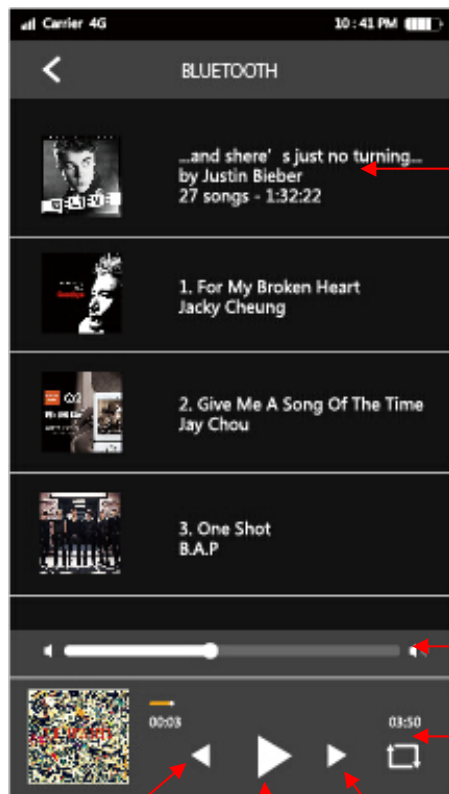 Carrier 4G 10:41 PM
BLUETOOTH
...and shere's just no turning...
by Justin Bieber
27 songs - 1:32:22
BELIEVE
1. For My Broken Heart
Jacky Cheung
2. Give Me A Song Of The Time
Jay Chou
3. One Shot
B.A.P
00:03 03:50